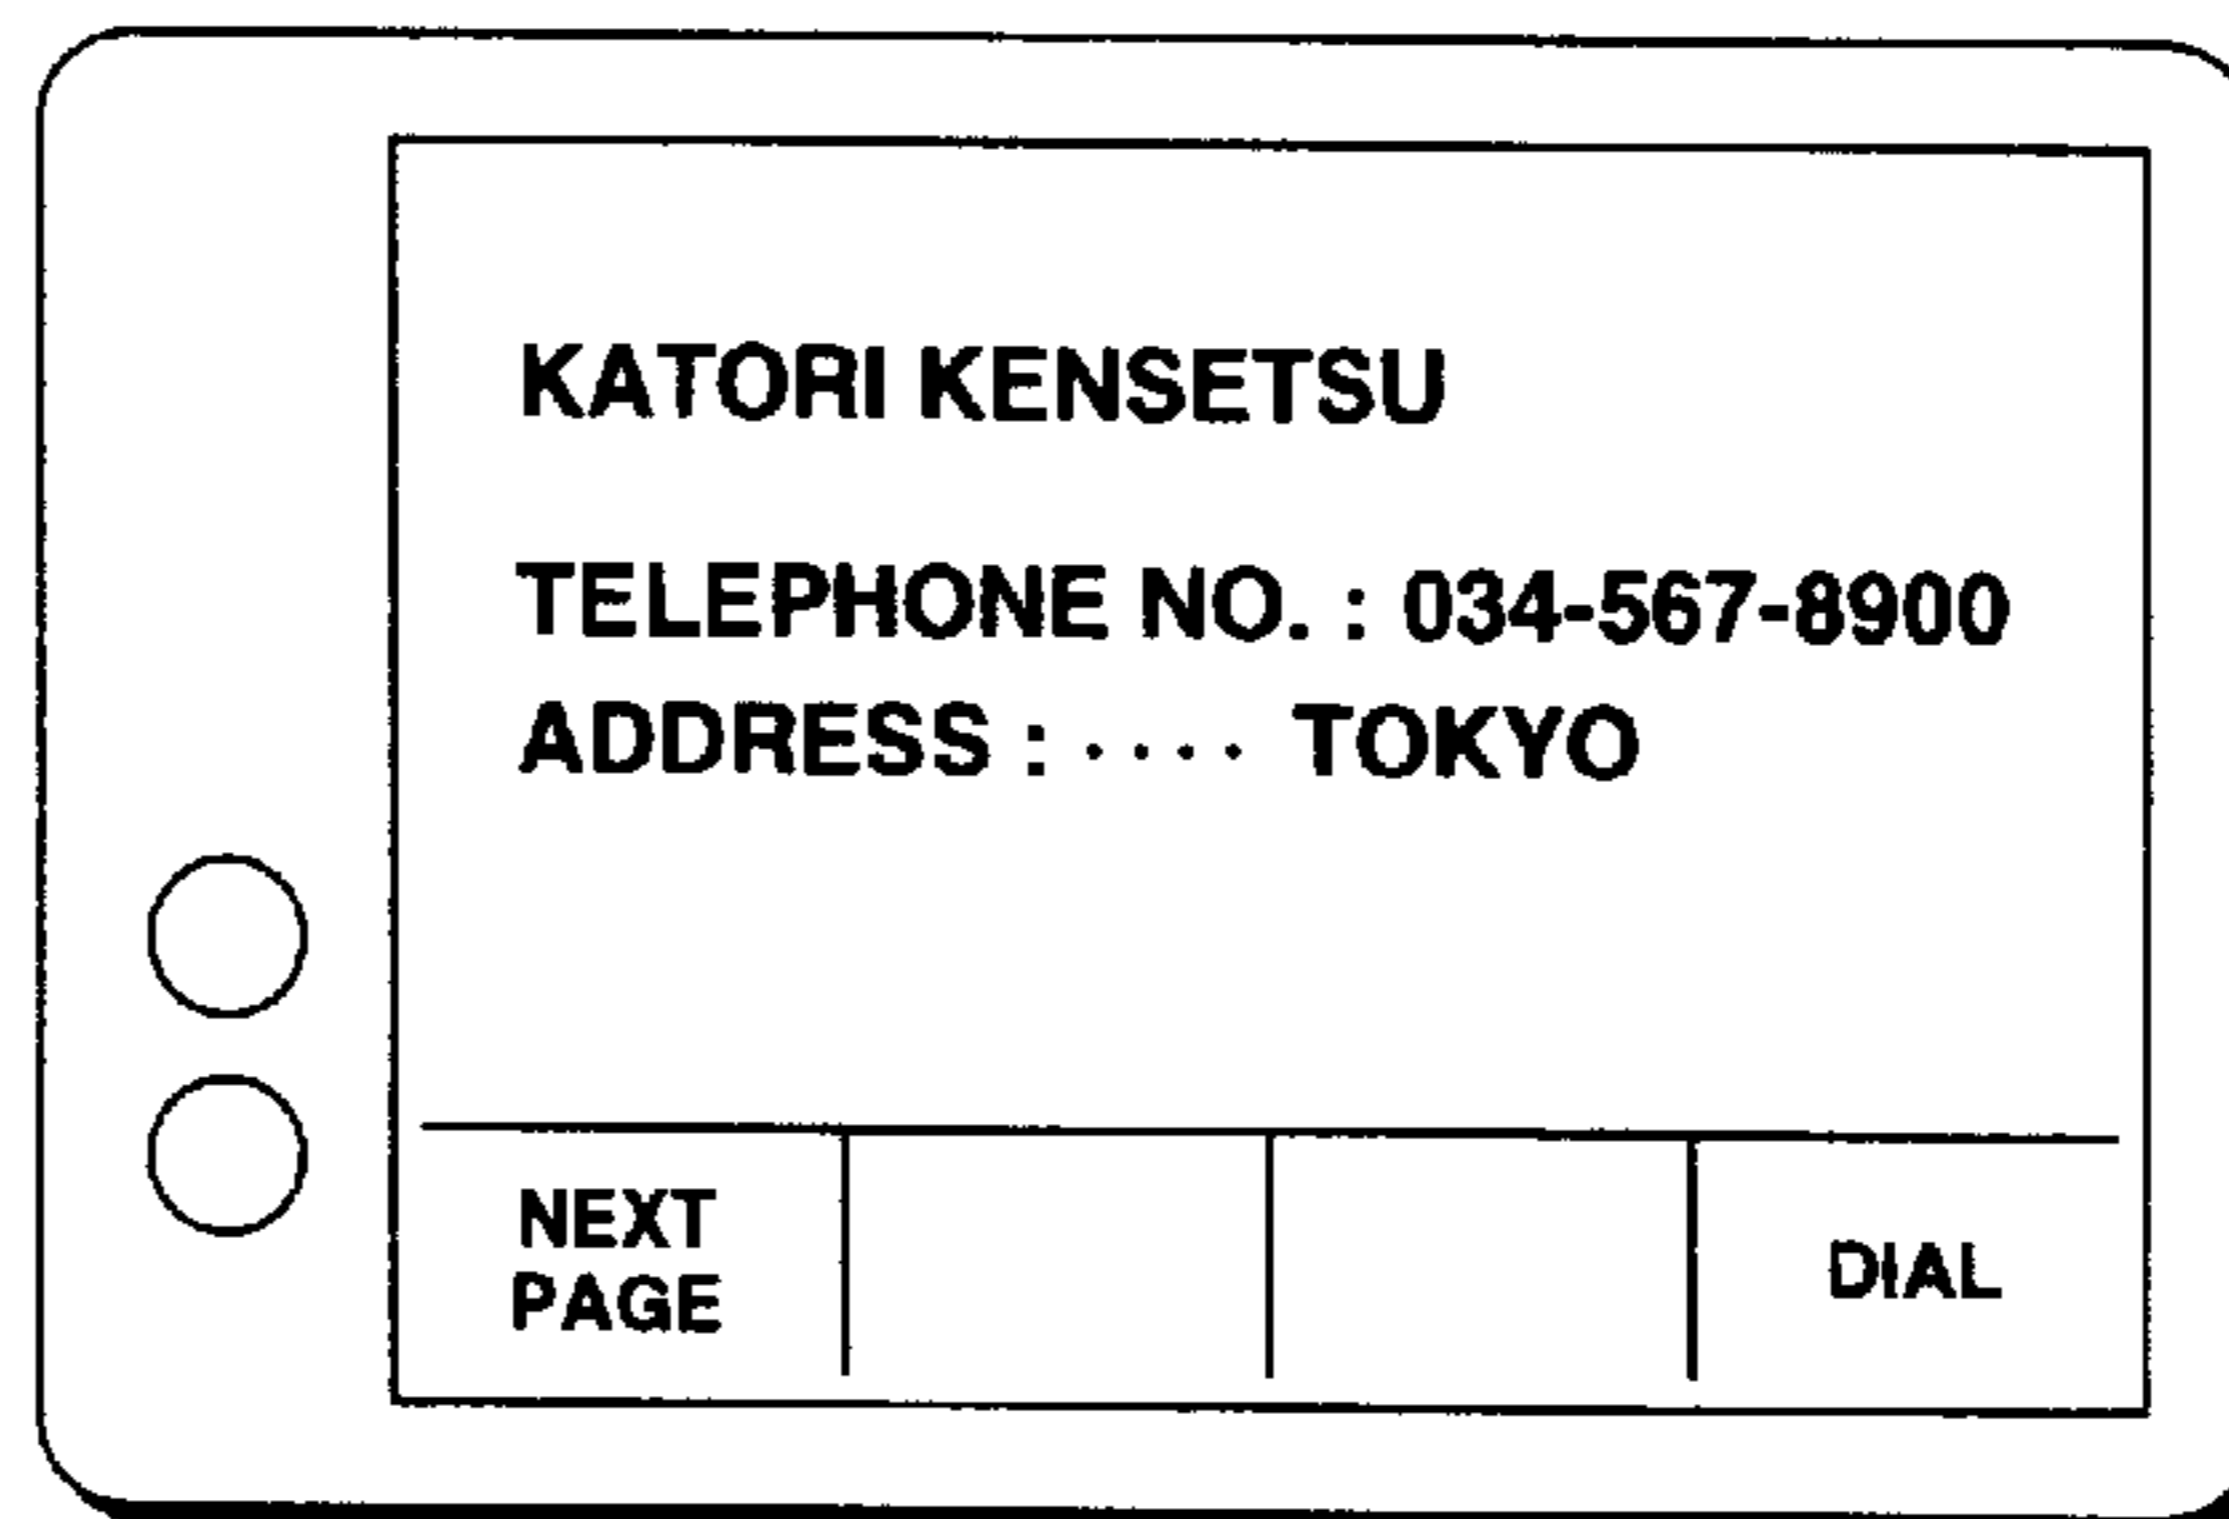 KATORI KENSETSU
TELEPHONE NO. : 034-567-8900
ADDRESS : ···· TOKYO
NEXT
PAGE
DIAL